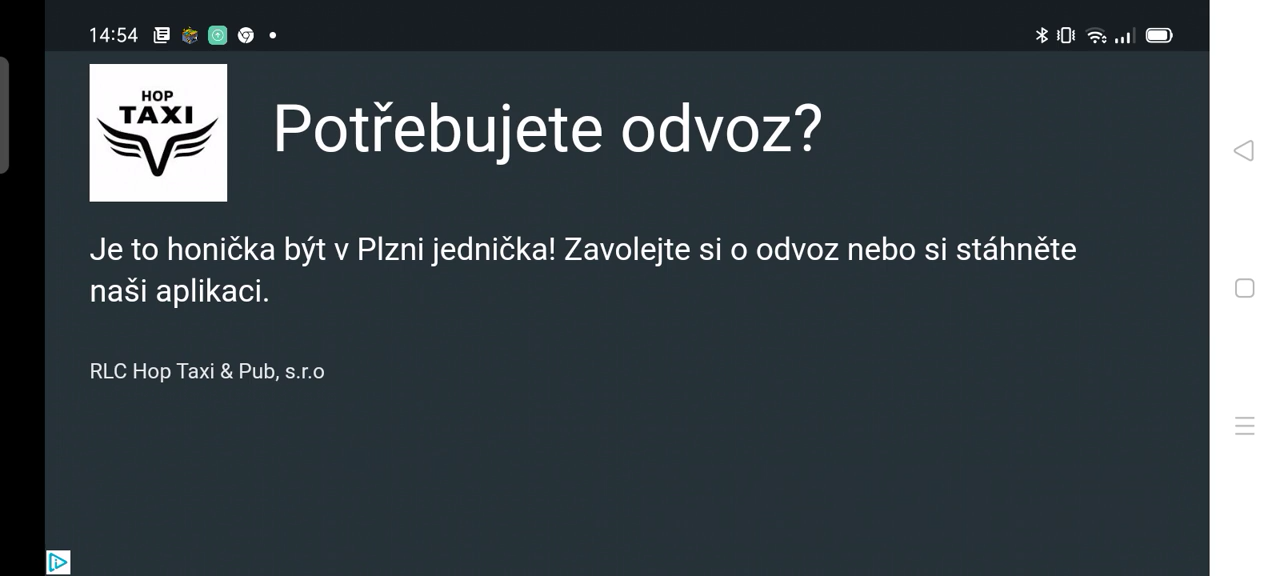 14:54
HOP
TAXI
Potřebujete odvoz?
Je to honička být v Plzni jednička! Zavolejte si o odvoz nebo si stáhněte
naši aplikaci.
RLC Hop Taxi & Pub, s.r.o